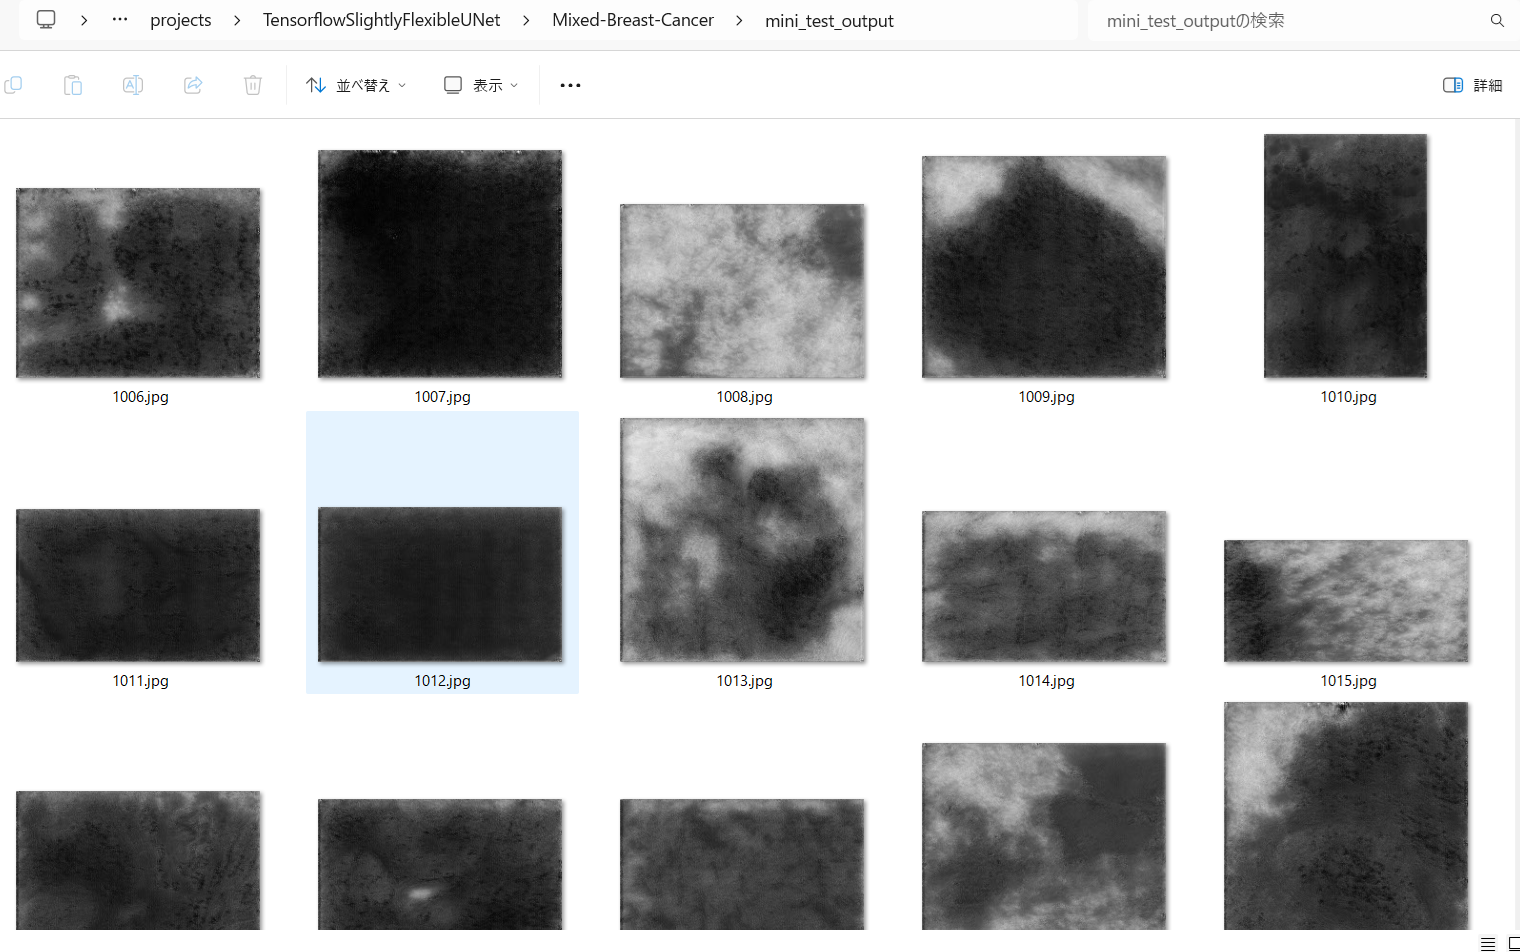 … projects TensorflowSlightlyFlexibleUNet Mixed-Breast-Cancer mini_test_output mini_test_outputの検索
並べ替え 表示 … 詳細
1006.jpg 1007.jpg 1008.jpg 1009.jpg 1010.jpg
1011.jpg 1012.jpg 1013.jpg 1014.jpg 1015.jpg